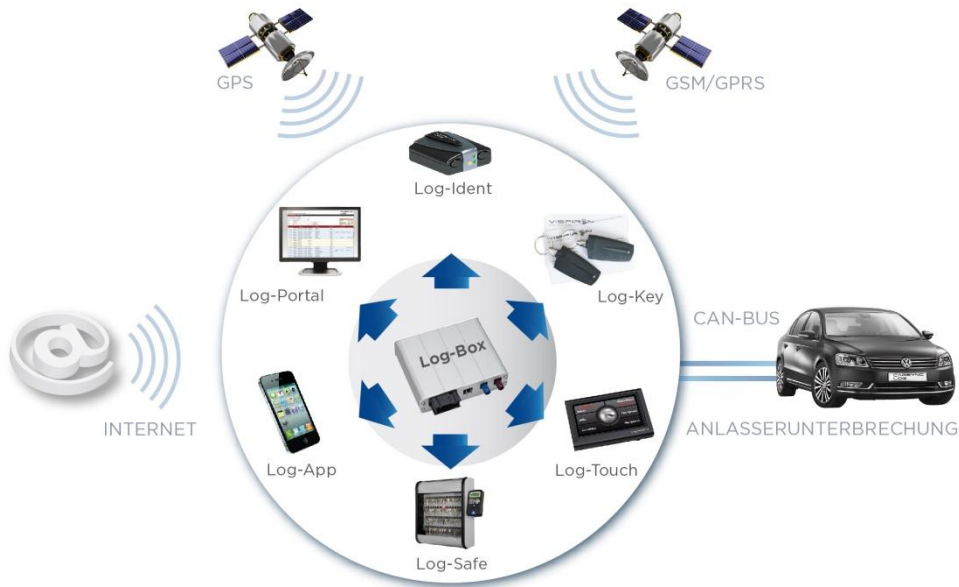 GPS
GSM/GPRS
Log-Ident
Log-Portal
Log-Key
CAN-BUS
Log-Box
INTERNET
ANLASSERUNTERBRECHUNG
Log-App
Log-Touch
Log-Safe